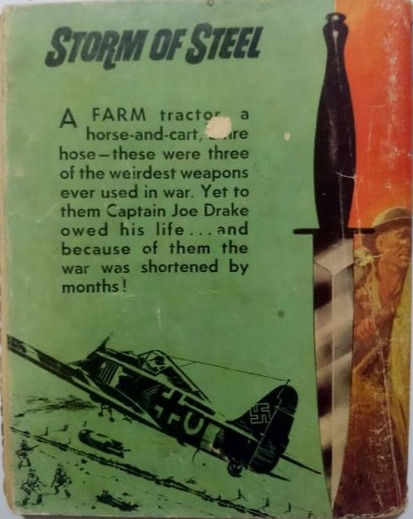 STORM OF STEEL
A FARM tractor, a
horse-and-cart, a
hose—these were three
of the weirdest weapons
ever used in war. Yet to
them Captain Joe Drake
owed his life...and
because of them the
war was shortened by
months!